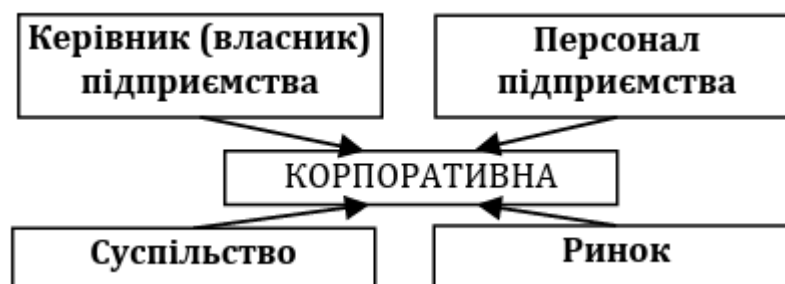 Керівник (власник)
підприємства
Персонал
підприємства
КОРПОРАТИВНА
Суспільство
Ринок